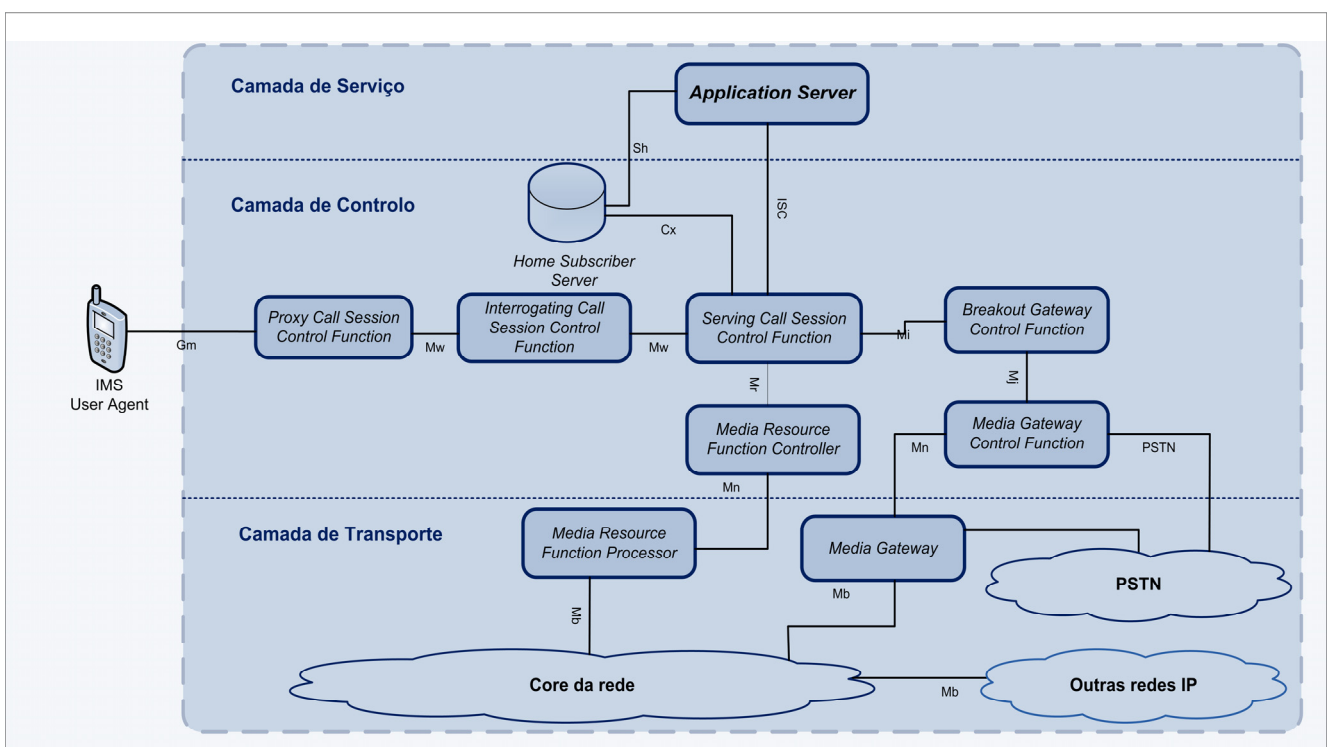 Camada de Serviço
Application Server
Sh
Camada de Controlo
ISC
Cx
Home Subscriber
Server
Proxy Call Session
Control Function
Interrogating Call
Session Control
Function
Serving Call Session
Control Function
Breakout Gateway
Control Function
Gm
Mw
Mw
Mi
IMS
User Agent
Mr
Mj
Media Resource
Function Controller
Media Gateway
Control Function
Mn
PSTN
Mn
Camada de Transporte
Media Resource
Function Processor
Media Gateway
PSTN
Mb
Mb
Core da rede
Mb
Outras redes IP